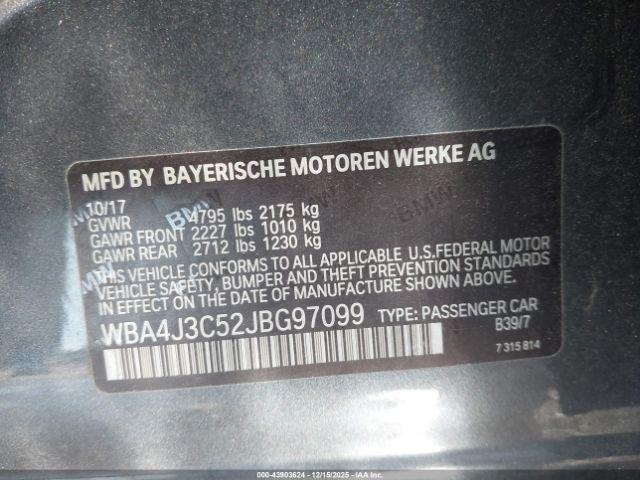 MFD BY BAYERISCHE MOTOREN WERKE AG
10/17
GVWR 4795 lbs 2175 kg
GAWR FRONT 2227 lbs 1010 kg
GAWR REAR 2712 lbs 1230 kg
THIS VEHICLE CONFORMS TO ALL APPLICABLE U.S.FEDERAL MOTOR
VEHICLE SAFETY, BUMPER, AND THEFT PREVENTION STANDARDS
IN EFFECT ON THE DATE OF MANUFACTURE SHOWN ABOVE.
WBA4J3C52JBG97099 TYPE: PASSENGER CAR
B39/7
7 315 814
000-43903624 - 12/15/2025 - IAAI.COM